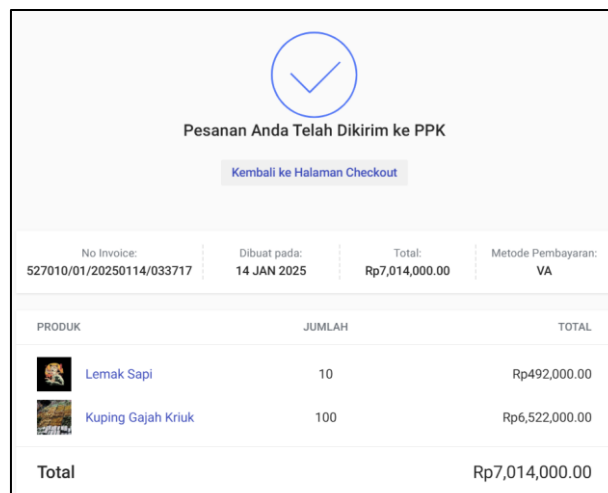 Pesanan Anda Telah Dikirim ke PPK
Kembali ke Halaman Checkout
No Invoice: Dibuat pada: Total: Metode Pembayaran:
527010/01/20250114/033717 14 JAN 2025 Rp7,014,000.00 VA
PRODUK JUMLAH TOTAL
Lemak Sapi 10 Rp492,000.00
Kuping Gajah Kriuk 100 Rp6,522,000.00
Total Rp7,014,000.00